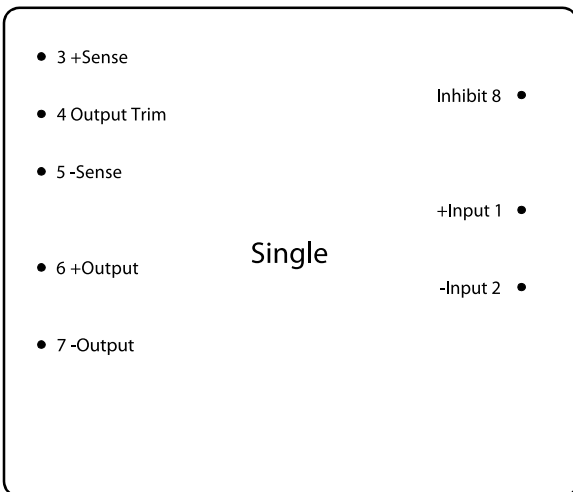 3 +Sense
4 Output Trim
5 -Sense
6 +Output
7 -Output
Single
Inhibit 8
+Input 1
-Input 2